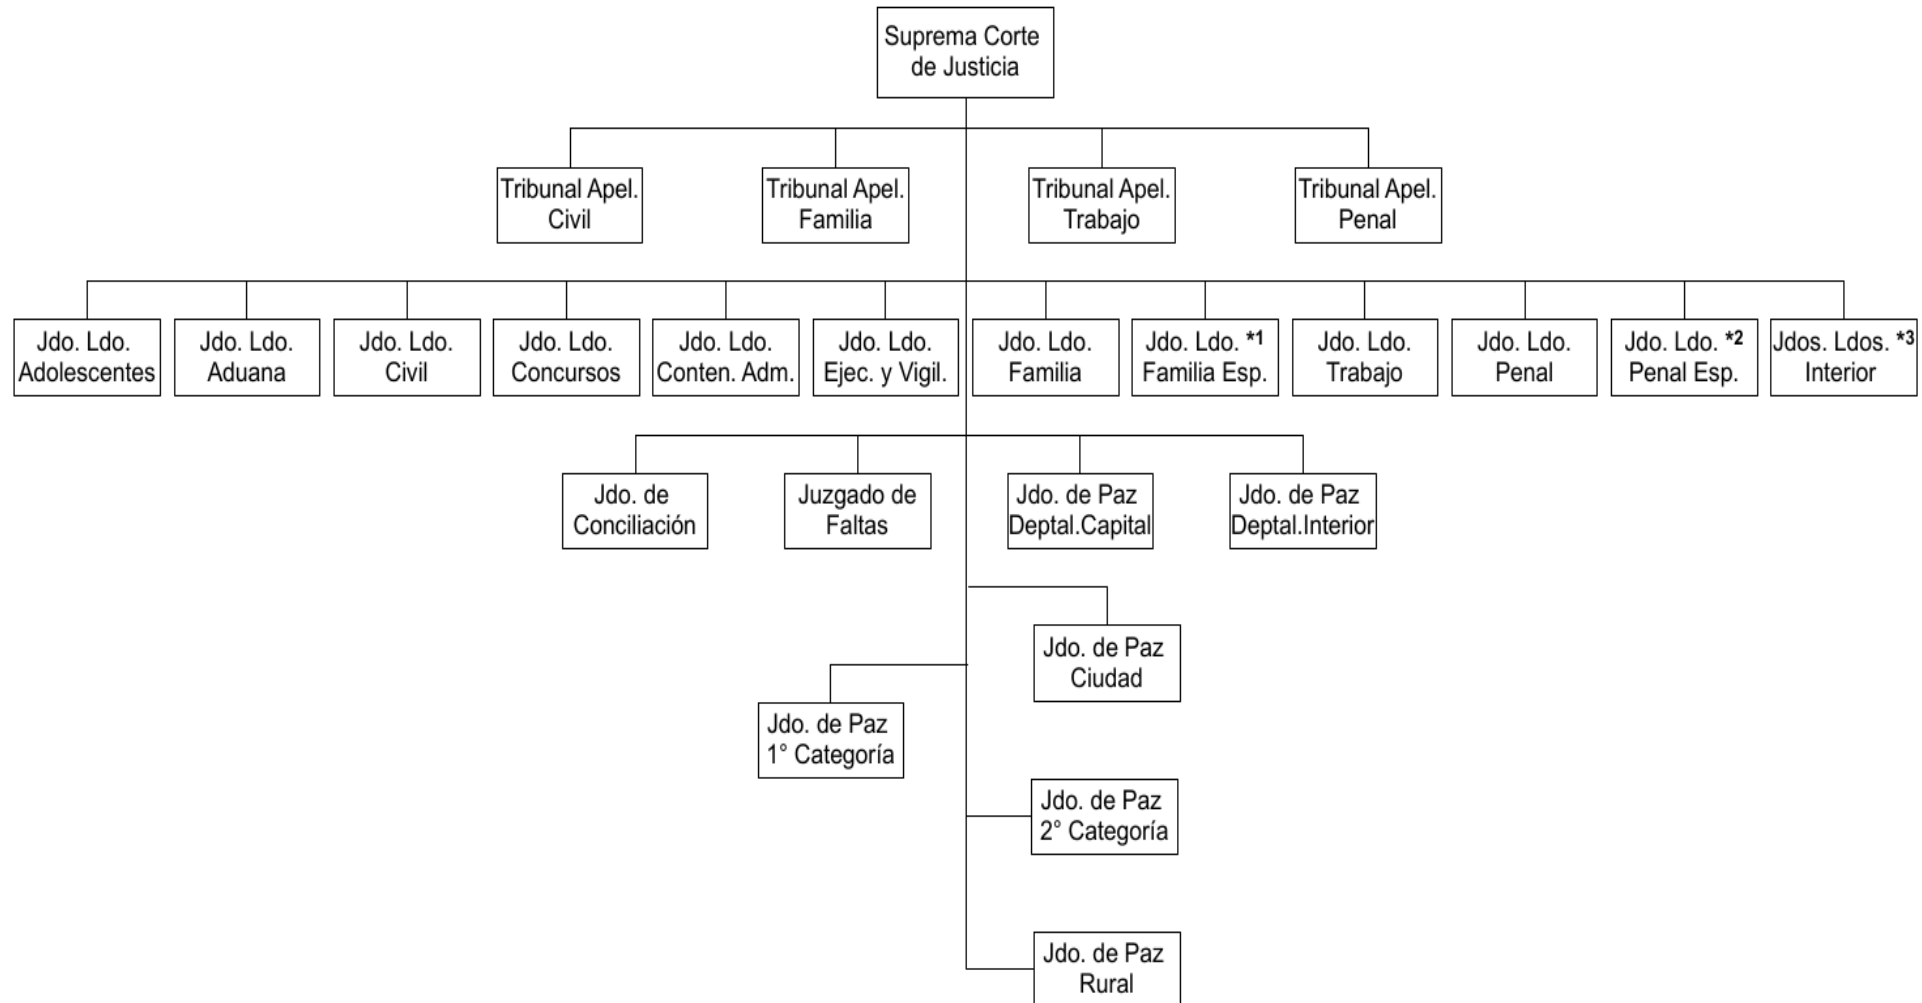 Suprema Corte
de Justicia
Tribunal Apel.
Civil
Tribunal Apel.
Familia
Tribunal Apel.
Trabajo
Tribunal Apel.
Penal
Jdo. Ldo.
Adolescentes
Jdo. Ldo.
Aduana
Jdo. Ldo.
Civil
Jdo. Ldo.
Concursos
Jdo. Ldo.
Conten. Adm.
Jdo. Ldo.
Ejec. y Vigil.
Jdo. Ldo.
Familia
Jdo. Ldo. *1
Familia Esp.
Jdo. Ldo.
Trabajo
Jdo. Ldo.
Penal
Jdo. Ldo. *2
Penal Esp.
Jdos. Ldos. *3
Interior
Jdo. de
Conciliación
Juzgado de
Faltas
Jdo. de Paz
Deptal.Capital
Jdo. de Paz
Deptal.Interior
Jdo. de Paz
Ciudad
Jdo. de Paz
1° Categoría
Jdo. de Paz
2° Categoría
Jdo. de Paz
Rural